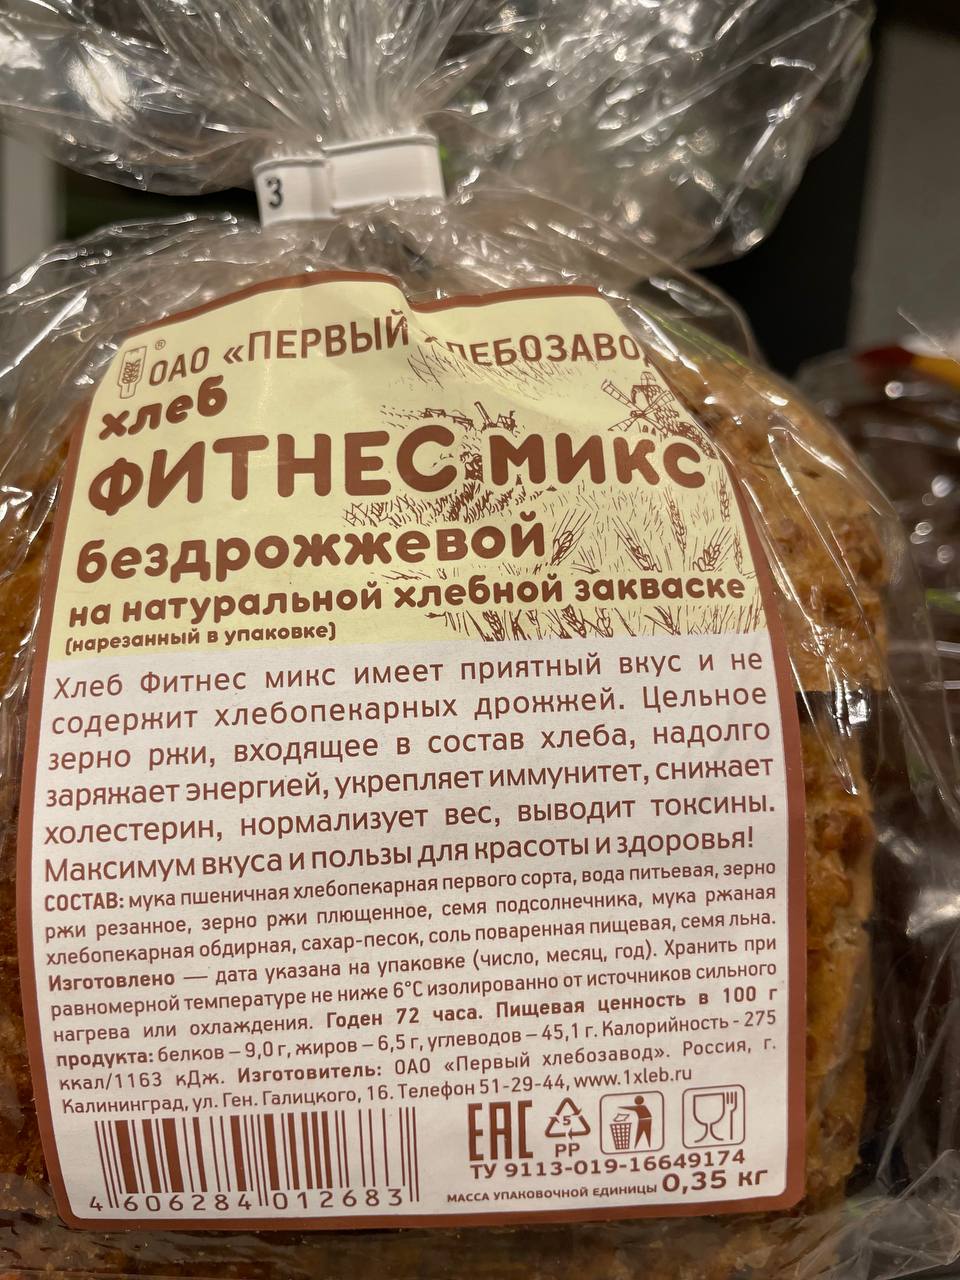 3
® ОАО «ПЕРВЫЙ ХЛЕБОЗАВОД
хлеб
ФИТНЕС МИКС
бездрожжевой
на натуральной хлебной закваске
(нарезанный в упаковке)
Хлеб Фитнес микс имеет приятный вкус и не
содержит хлебопекарных дрожжей. Цельное
зерно ржи, входящее в состав хлеба, надолго
заряжает энергией, укрепляет иммунитет, снижает
холестерин, нормализует вес, выводит токсины.
Максимум вкуса и пользы для красоты и здоровья!
СОСТАВ: мука пшеничная хлебопекарная первого сорта, вода питьевая, зерно
ржи резанное, зерно ржи плющенное, семя подсолнечника, мука ржаная
хлебопекарная обдирная, сахар-песок, соль поваренная пищевая, семя льна.
Изготовлено — дата указана на упаковке (число, месяц, год). Хранить при
равномерной температуре не ниже 6°С изолированно от источников сильного
нагрева или охлаждения. Годен 72 часа. Пищевая ценность в 100 г
продукта: белков – 9,0 г, жиров – 6,5 г, углеводов – 45,1 г. Калорийность - 275
ккал/1163 кДж. Изготовитель: ОАО «Первый хлебозавод». Россия, г.
Калининград, ул. Ген. Галицкого, 16. Телефон 51-29-44, www.1xleb.ru
EAC 5 PP
ТУ 9113-019-16649174
МАССА УПАКОВОЧНОЙ ЕДИНИЦЫ 0,35 кг
4 606284 012683